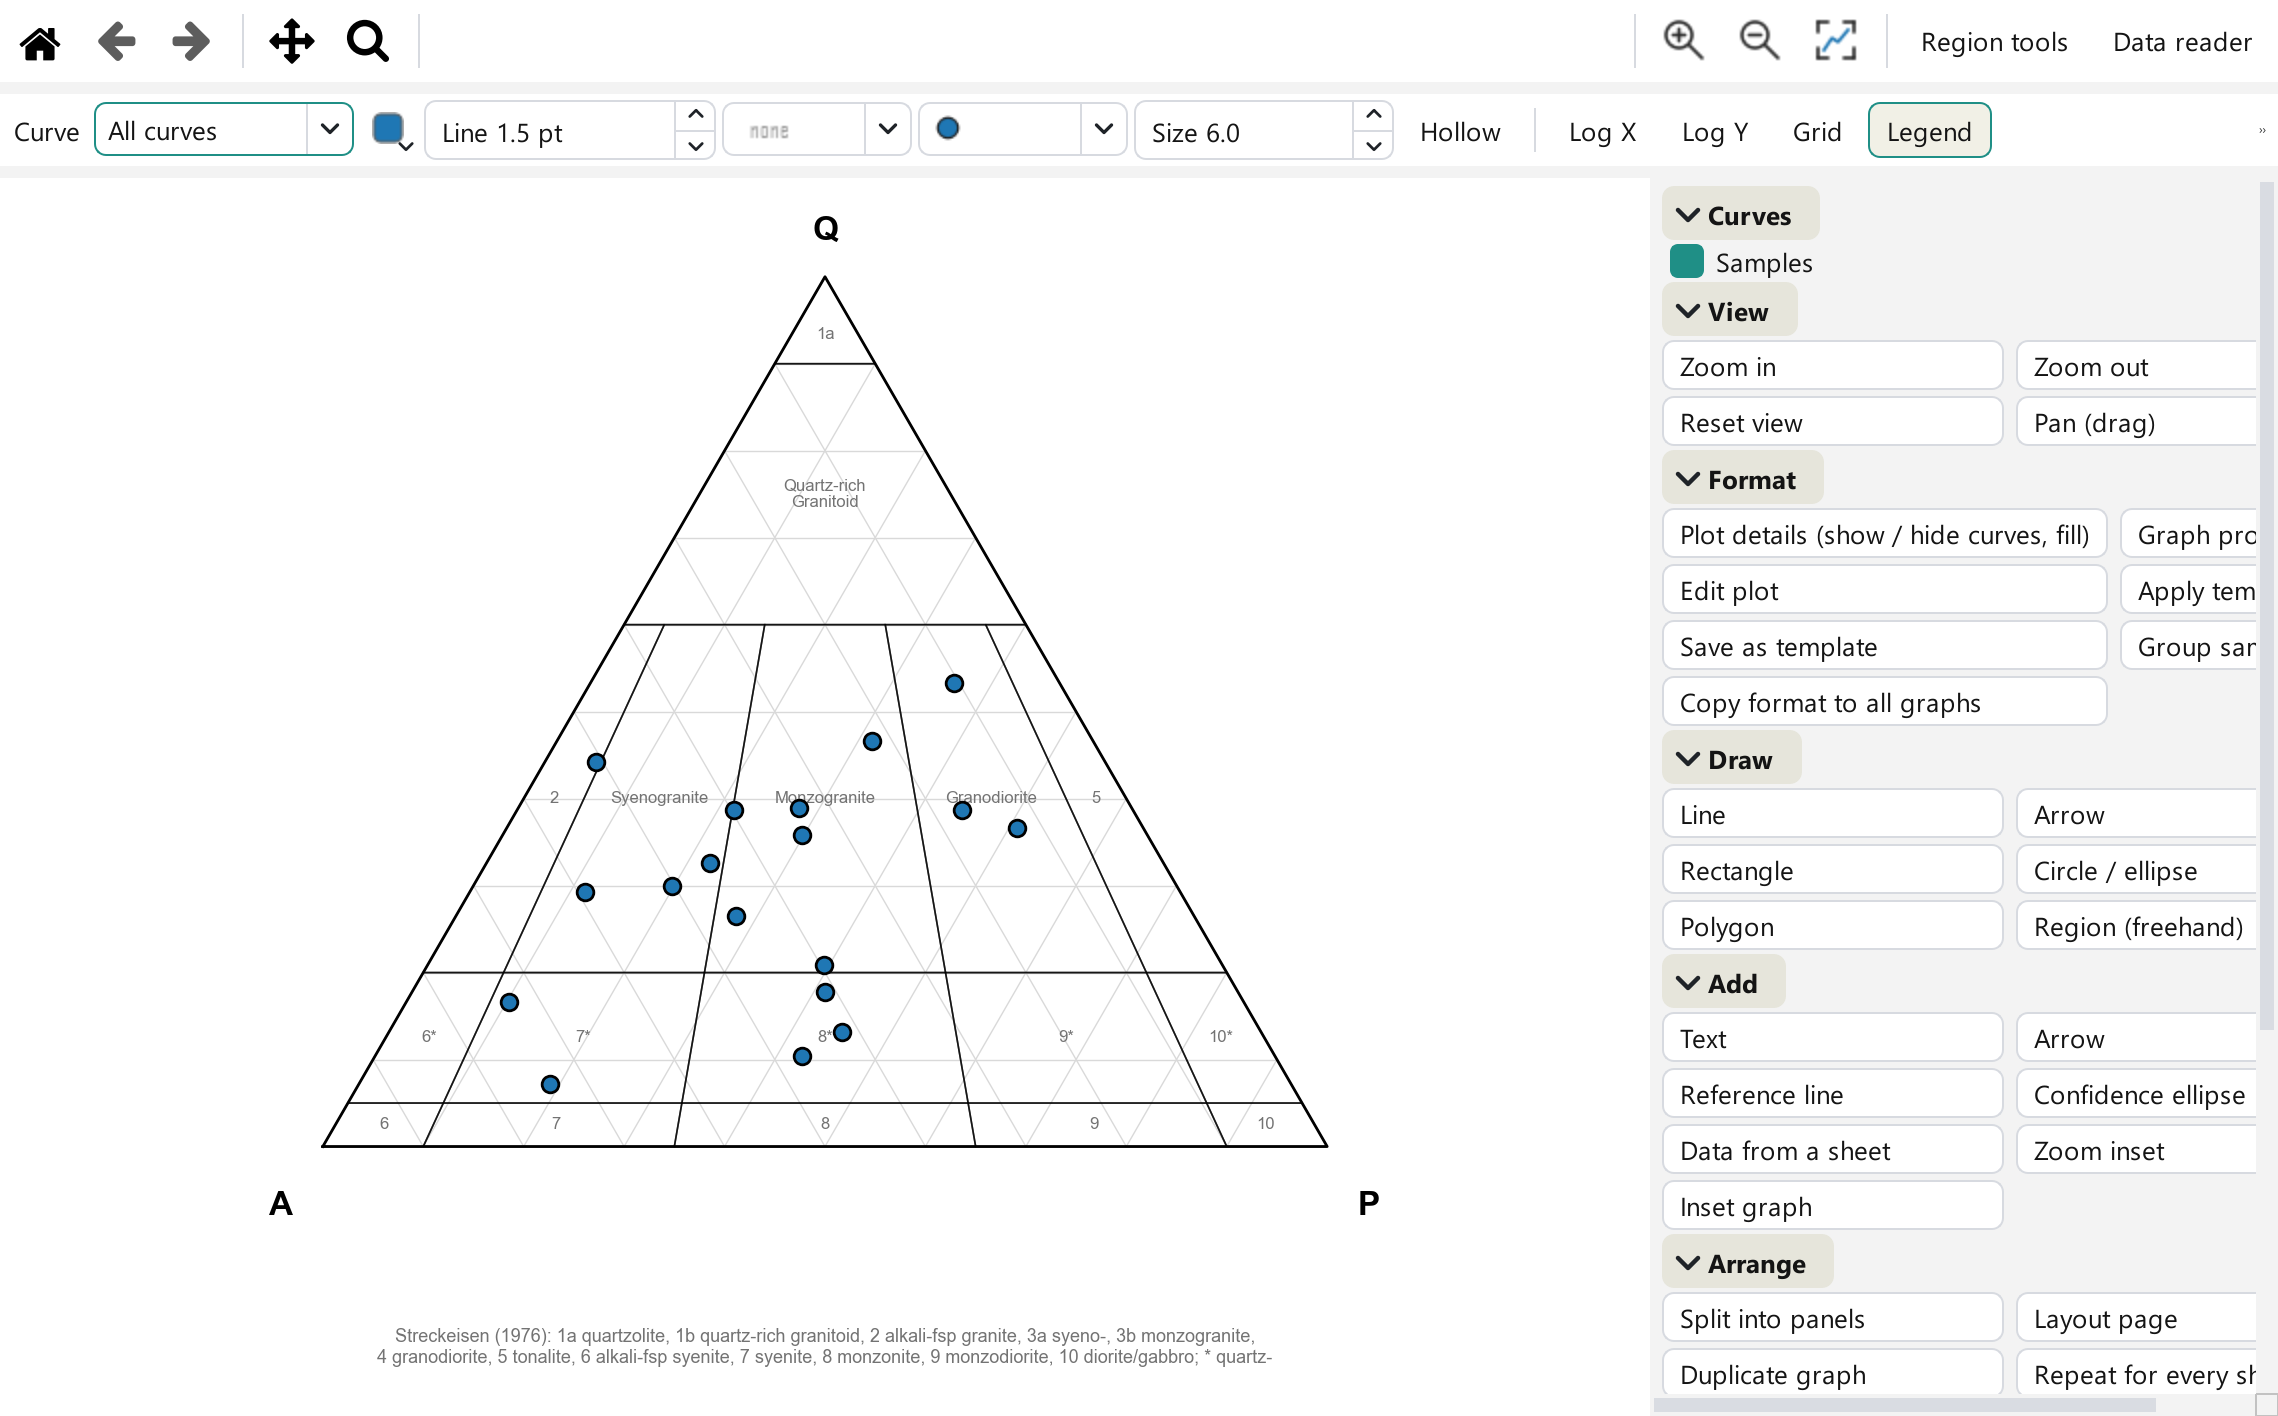 Region tools Data reader
Curve All curves Line 1.5 pt none Size 6.0 Hollow Log X Log Y Grid Legend »
Q
1a
Quartz-rich
Granitoid
2 Syenogranite Monzogranite Granodiorite 5
6* 7* 8* 9* 10*
6 7 8 9 10
A P
Streckeisen (1976): 1a quartzolite, 1b quartz-rich granitoid, 2 alkali-fsp granite, 3a syeno-, 3b monzogranite,
4 granodiorite, 5 tonalite, 6 alkali-fsp syenite, 7 syenite, 8 monzonite, 9 monzodiorite, 10 diorite/gabbro; * quartz-
Curves
Samples
View
Zoom in Zoom out
Reset view Pan (drag)
Format
Plot details (show / hide curves, fill) Graph pro
Edit plot Apply tem
Save as template Group sam
Copy format to all graphs
Draw
Line Arrow
Rectangle Circle / ellipse
Polygon Region (freehand)
Add
Text Arrow
Reference line Confidence ellipse
Data from a sheet Zoom inset
Inset graph
Arrange
Split into panels Layout page
Duplicate graph Repeat for every sh